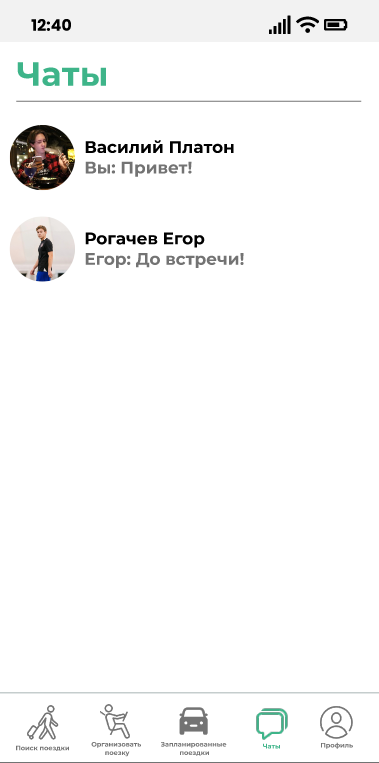 12:40
Чаты
Василий Платон
Вы: Привет!
Рогачев Егор
Егор: До встречи!
Поиск поездки
Организовать
поезку
Запланированные
поездки
Чаты
Профиль